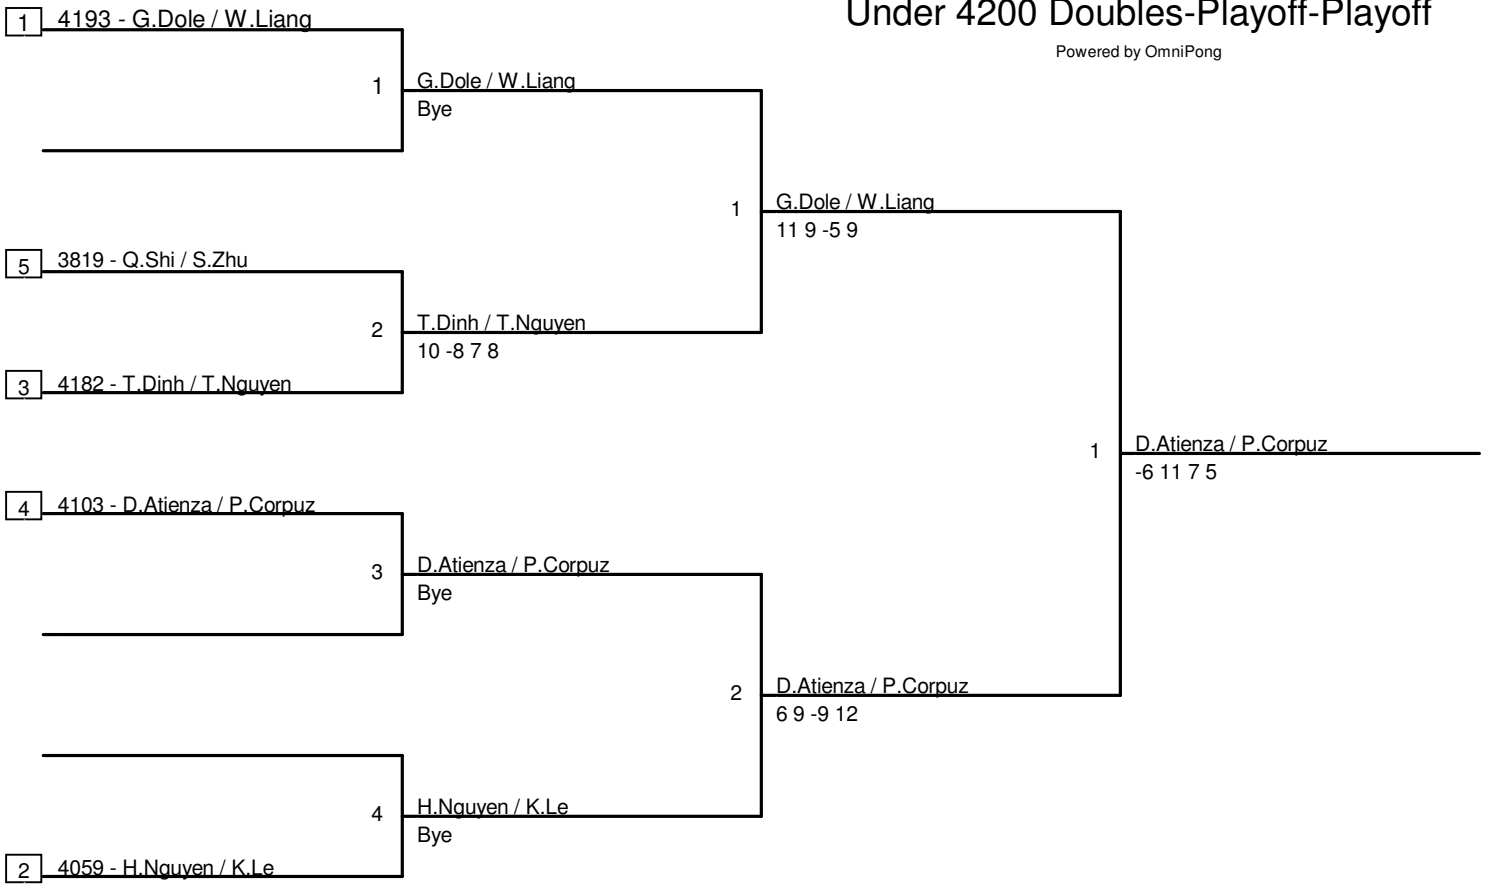 Under 4200 Doubles-Playoff-Playoff
Powered by OmniPong
1 4193 - G.Dole / W.Liang
1 G.Dole / W.Liang
Bye
1 G.Dole / W.Liang
11 9 -5 9
5 3819 - Q.Shi / S.Zhu
2 T.Dinh / T.Nguyen
10 -8 7 8
3 4182 - T.Dinh / T.Nguyen
1 D.Atienza / P.Corpuz
-6 11 7 5
4 4103 - D.Atienza / P.Corpuz
3 D.Atienza / P.Corpuz
Bye
2 D.Atienza / P.Corpuz
6 9 -9 12
4 H.Nguyen / K.Le
Bye
2 4059 - H.Nguyen / K.Le